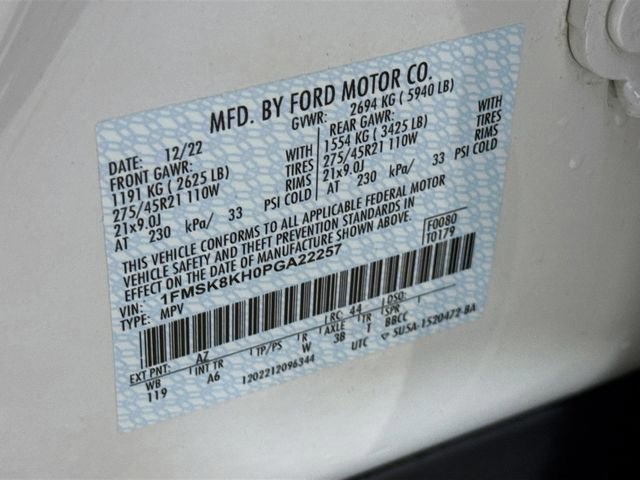 MFD. BY FORD MOTOR CO.
DATE: 12/22 GVWR: 2694 KG ( 5940 LB)
FRONT GAWR: REAR GAWR:
1191 KG ( 2625 LB) WITH 1554 KG ( 3425 LB) WITH
275/45R21 110W TIRES 275/45R21 110W TIRES
21x9.0J RIMS 21x9.0J RIMS
AT 230 kPa/ 33 PSI COLD AT 230 kPa/ 33 PSI COLD
THIS VEHICLE CONFORMS TO ALL APPLICABLE FEDERAL MOTOR
VEHICLE SAFETY AND THEFT PREVENTION STANDARDS IN
EFFECT ON THE DATE OF MANUFACTURE SHOWN ABOVE.
VIN: 1FMSK8KH0PGA22257 F0080
TYPE: MPV T0179
EXT PNT: AZ RC: 44 DSO:
WB INT TR TP/PS R AXLE TR SPR
119 A6 W 3B T BBCC
1202212096344 UTC SU5A-1520472-BA